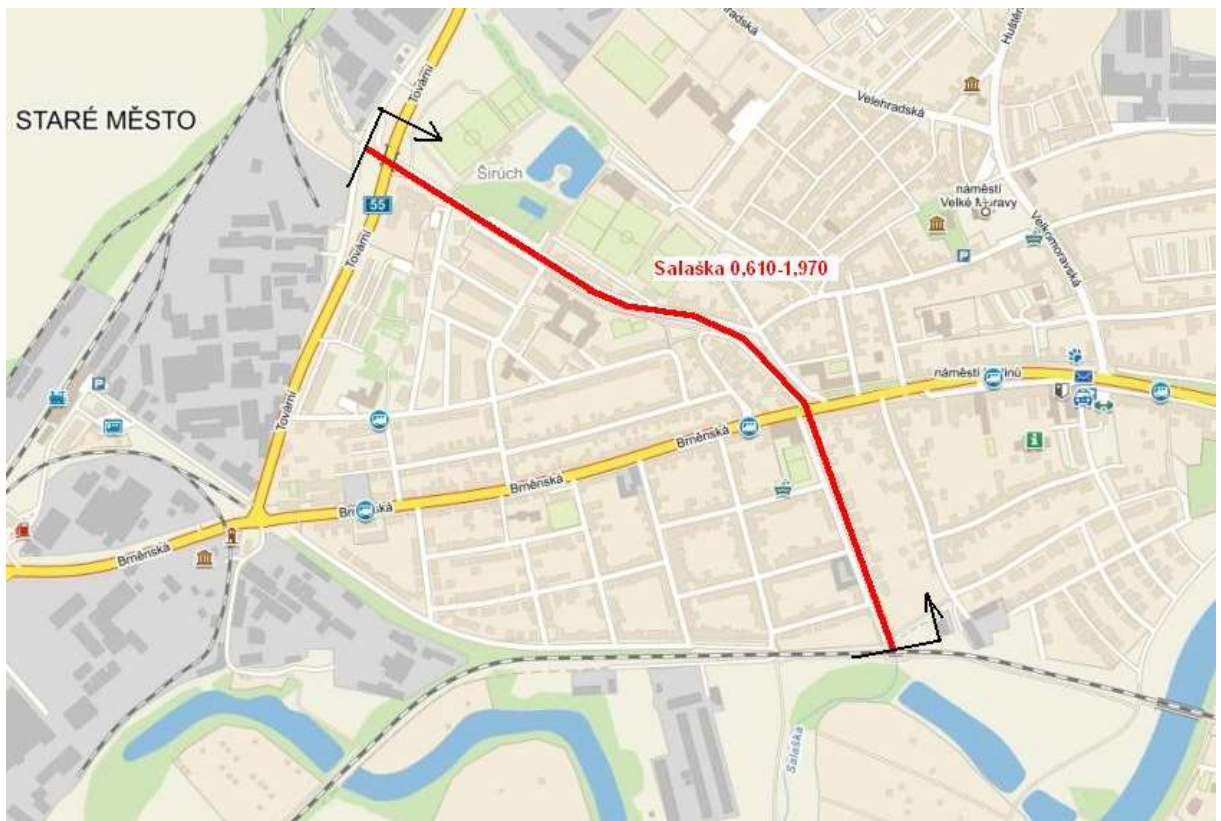 Velehradská
Huštěn
STARÉ MĚSTO
Tovární
Velehradská
Širůch
náměstí
Velké Moravy
55
Velkomoravská
Tovární
P
Salaška 0,610-1,970
P
náměstí
Tovární
Brněnská
Brněnská
Brněnská
Brněnská
Salaška